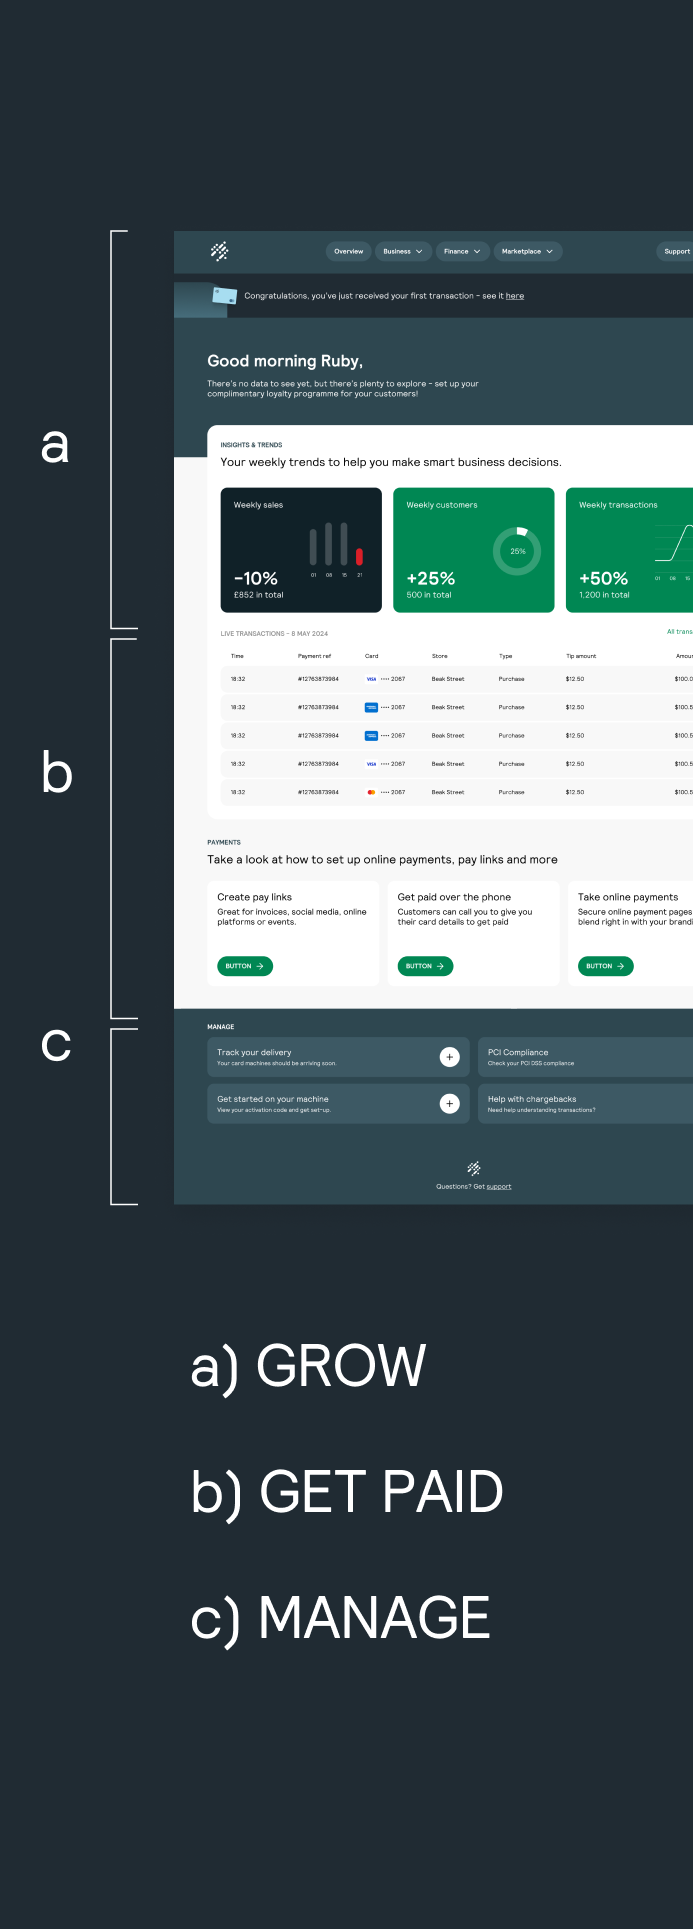 Overview Business Finance Marketplace Support
Congratulations, you've just received your first transaction – see it here
Good morning Ruby,
There's no data to see yet, but there's plenty to explore – set up your
complimentary loyalty programme for your customers!
a
INSIGHTS & TRENDS
Your weekly trends to help you make smart business decisions.
Weekly sales
01 08 15 21
–10%
£852 in total
Weekly customers
25%
+25%
500 in total
Weekly transactions
01 08 15
+50%
1,200 in total
LIVE TRANSACTIONS – 8 MAY 2024 All trans
Time Payment ref Card Store Type Tip amount Amou
18:32 #12763873984 VISA •••• 2067 Beak Street Purchase $12.50 $100.0
18:32 #12763873984 •••• 2067 Beak Street Purchase $12.50 $100.5
18:32 #12763873984 •••• 2067 Beak Street Purchase $12.50 $100.5
18:32 #12763873984 VISA •••• 2067 Beak Street Purchase $12.50 $100.5
18:32 #12763873984 •••• 2067 Beak Street Purchase $12.50 $100.5
b
PAYMENTS
Take a look at how to set up online payments, pay links and more
Create pay links
Great for invoices, social media, online
platforms or events.
BUTTON
Get paid over the phone
Customers can call you to give you
their card details to get paid
BUTTON
Take online payments
Secure online payment pages
blend right in with your brandi
BUTTON
c
MANAGE
Track your delivery
Your card machines should be arriving soon.
PCI Compliance
Check your PCI DSS compliance
Get started on your machine
View your activation code and get set-up.
Help with chargebacks
Need help understanding transactions?
Questions? Get support
a) GROW
b) GET PAID
c) MANAGE